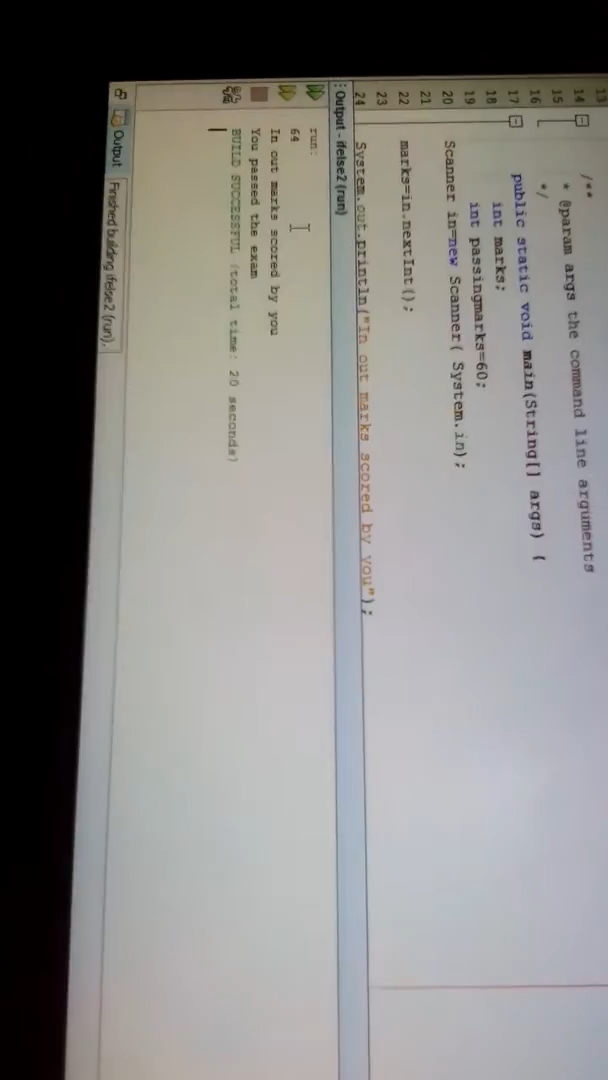 13
14 /**
15 * @param args the command line arguments
16 */
17 public static void main(String[] args) {
18 int marks;
19 int passingmarks=60;
20 Scanner in=new Scanner( System.in);
21
22 marks=in.nextInt();
23
24 System.out.println("In out marks scored by you");
Output - ifelse2 (run)
run:
64
In out marks scored by you
You passed the exam
BUILD SUCCESSFUL (total time: 20 seconds)
Output
Finished building ifelse2 (run).